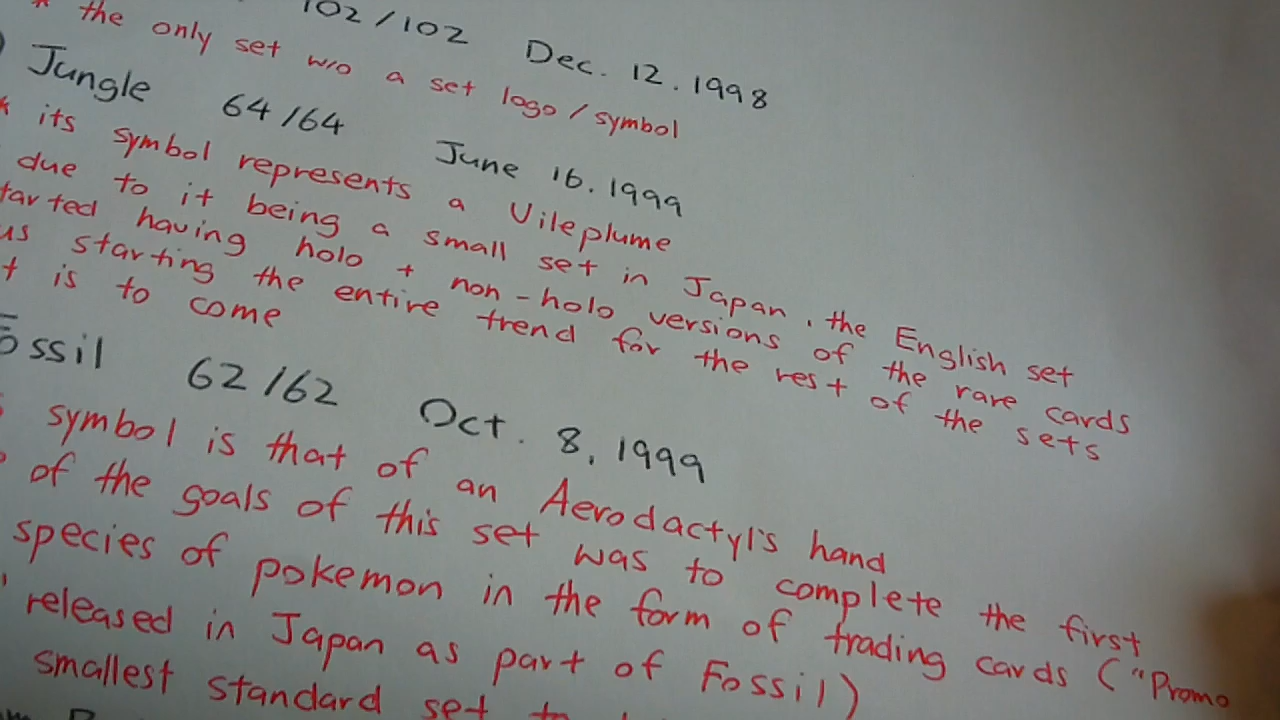 102/102 Dec. 12. 1998
* the only set w/o a set logo / symbol
Jungle 64/64 June 16. 1999
* its symbol represents a Vileplume
due to it being a small set in Japan, the English set
tarted having holo + non-holo versions of the rare cards
us starting the entire trend for the rest of the sets
t is to come
ossil 62/62 Oct. 8, 1999
symbol is that of an Aerodactyl's hand
of the goals of this set was to complete the first
species of pokemon in the form of trading cards ("Promo
released in Japan as part of Fossil)
smallest standard set